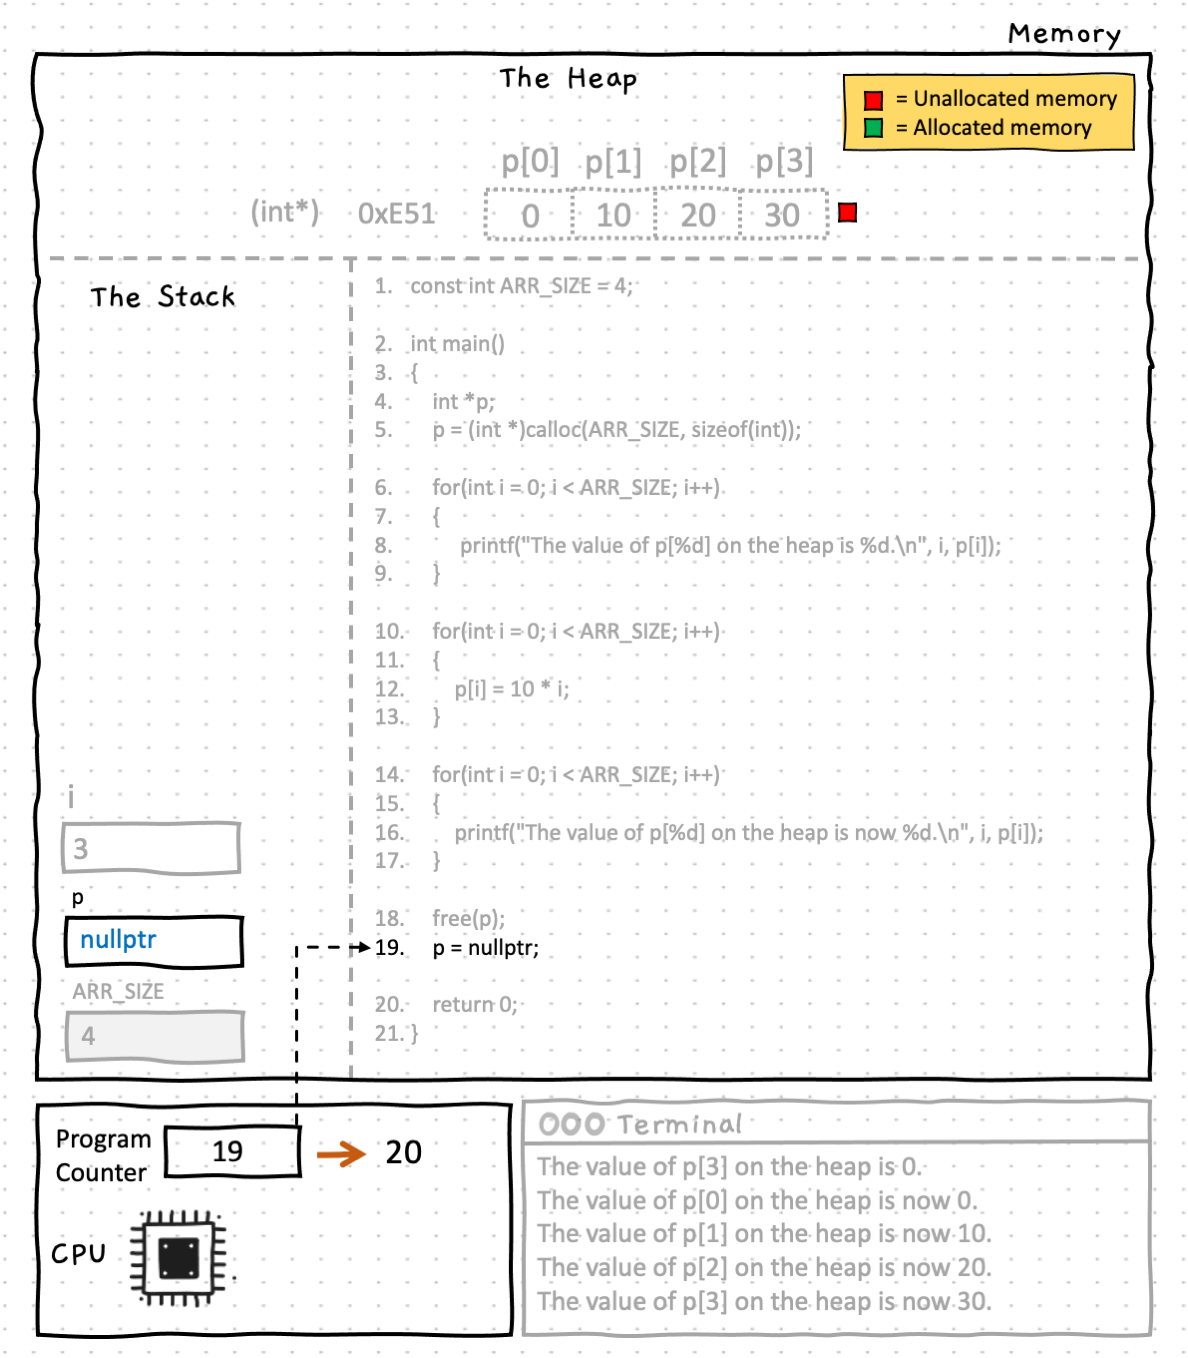 Memory
The Heap
= Unallocated memory
= Allocated memory
p[0] p[1] p[2] p[3]
(int*) 0xE51 0 10 20 30
The Stack
1. const int ARR_SIZE = 4;
2. int main()
3. {
4. int *p;
5. p = (int *)calloc(ARR_SIZE, sizeof(int));
6. for(int i = 0; i < ARR_SIZE; i++)
7. {
8. printf("The value of p[%d] on the heap is %d.\n", i, p[i]);
9. }
10. for(int i = 0; i < ARR_SIZE; i++)
11. {
12. p[i] = 10 * i;
13. }
14. for(int i = 0; i < ARR_SIZE; i++)
15. {
16. printf("The value of p[%d] on the heap is now %d.\n", i, p[i]);
17. }
18. free(p);
19. p = nullptr;
20. return 0;
21. }
i
3
p
nullptr
ARR_SIZE
4
Program
Counter
19 20
CPU
Terminal
The value of p[3] on the heap is 0.
The value of p[0] on the heap is now 0.
The value of p[1] on the heap is now 10.
The value of p[2] on the heap is now 20.
The value of p[3] on the heap is now 30.